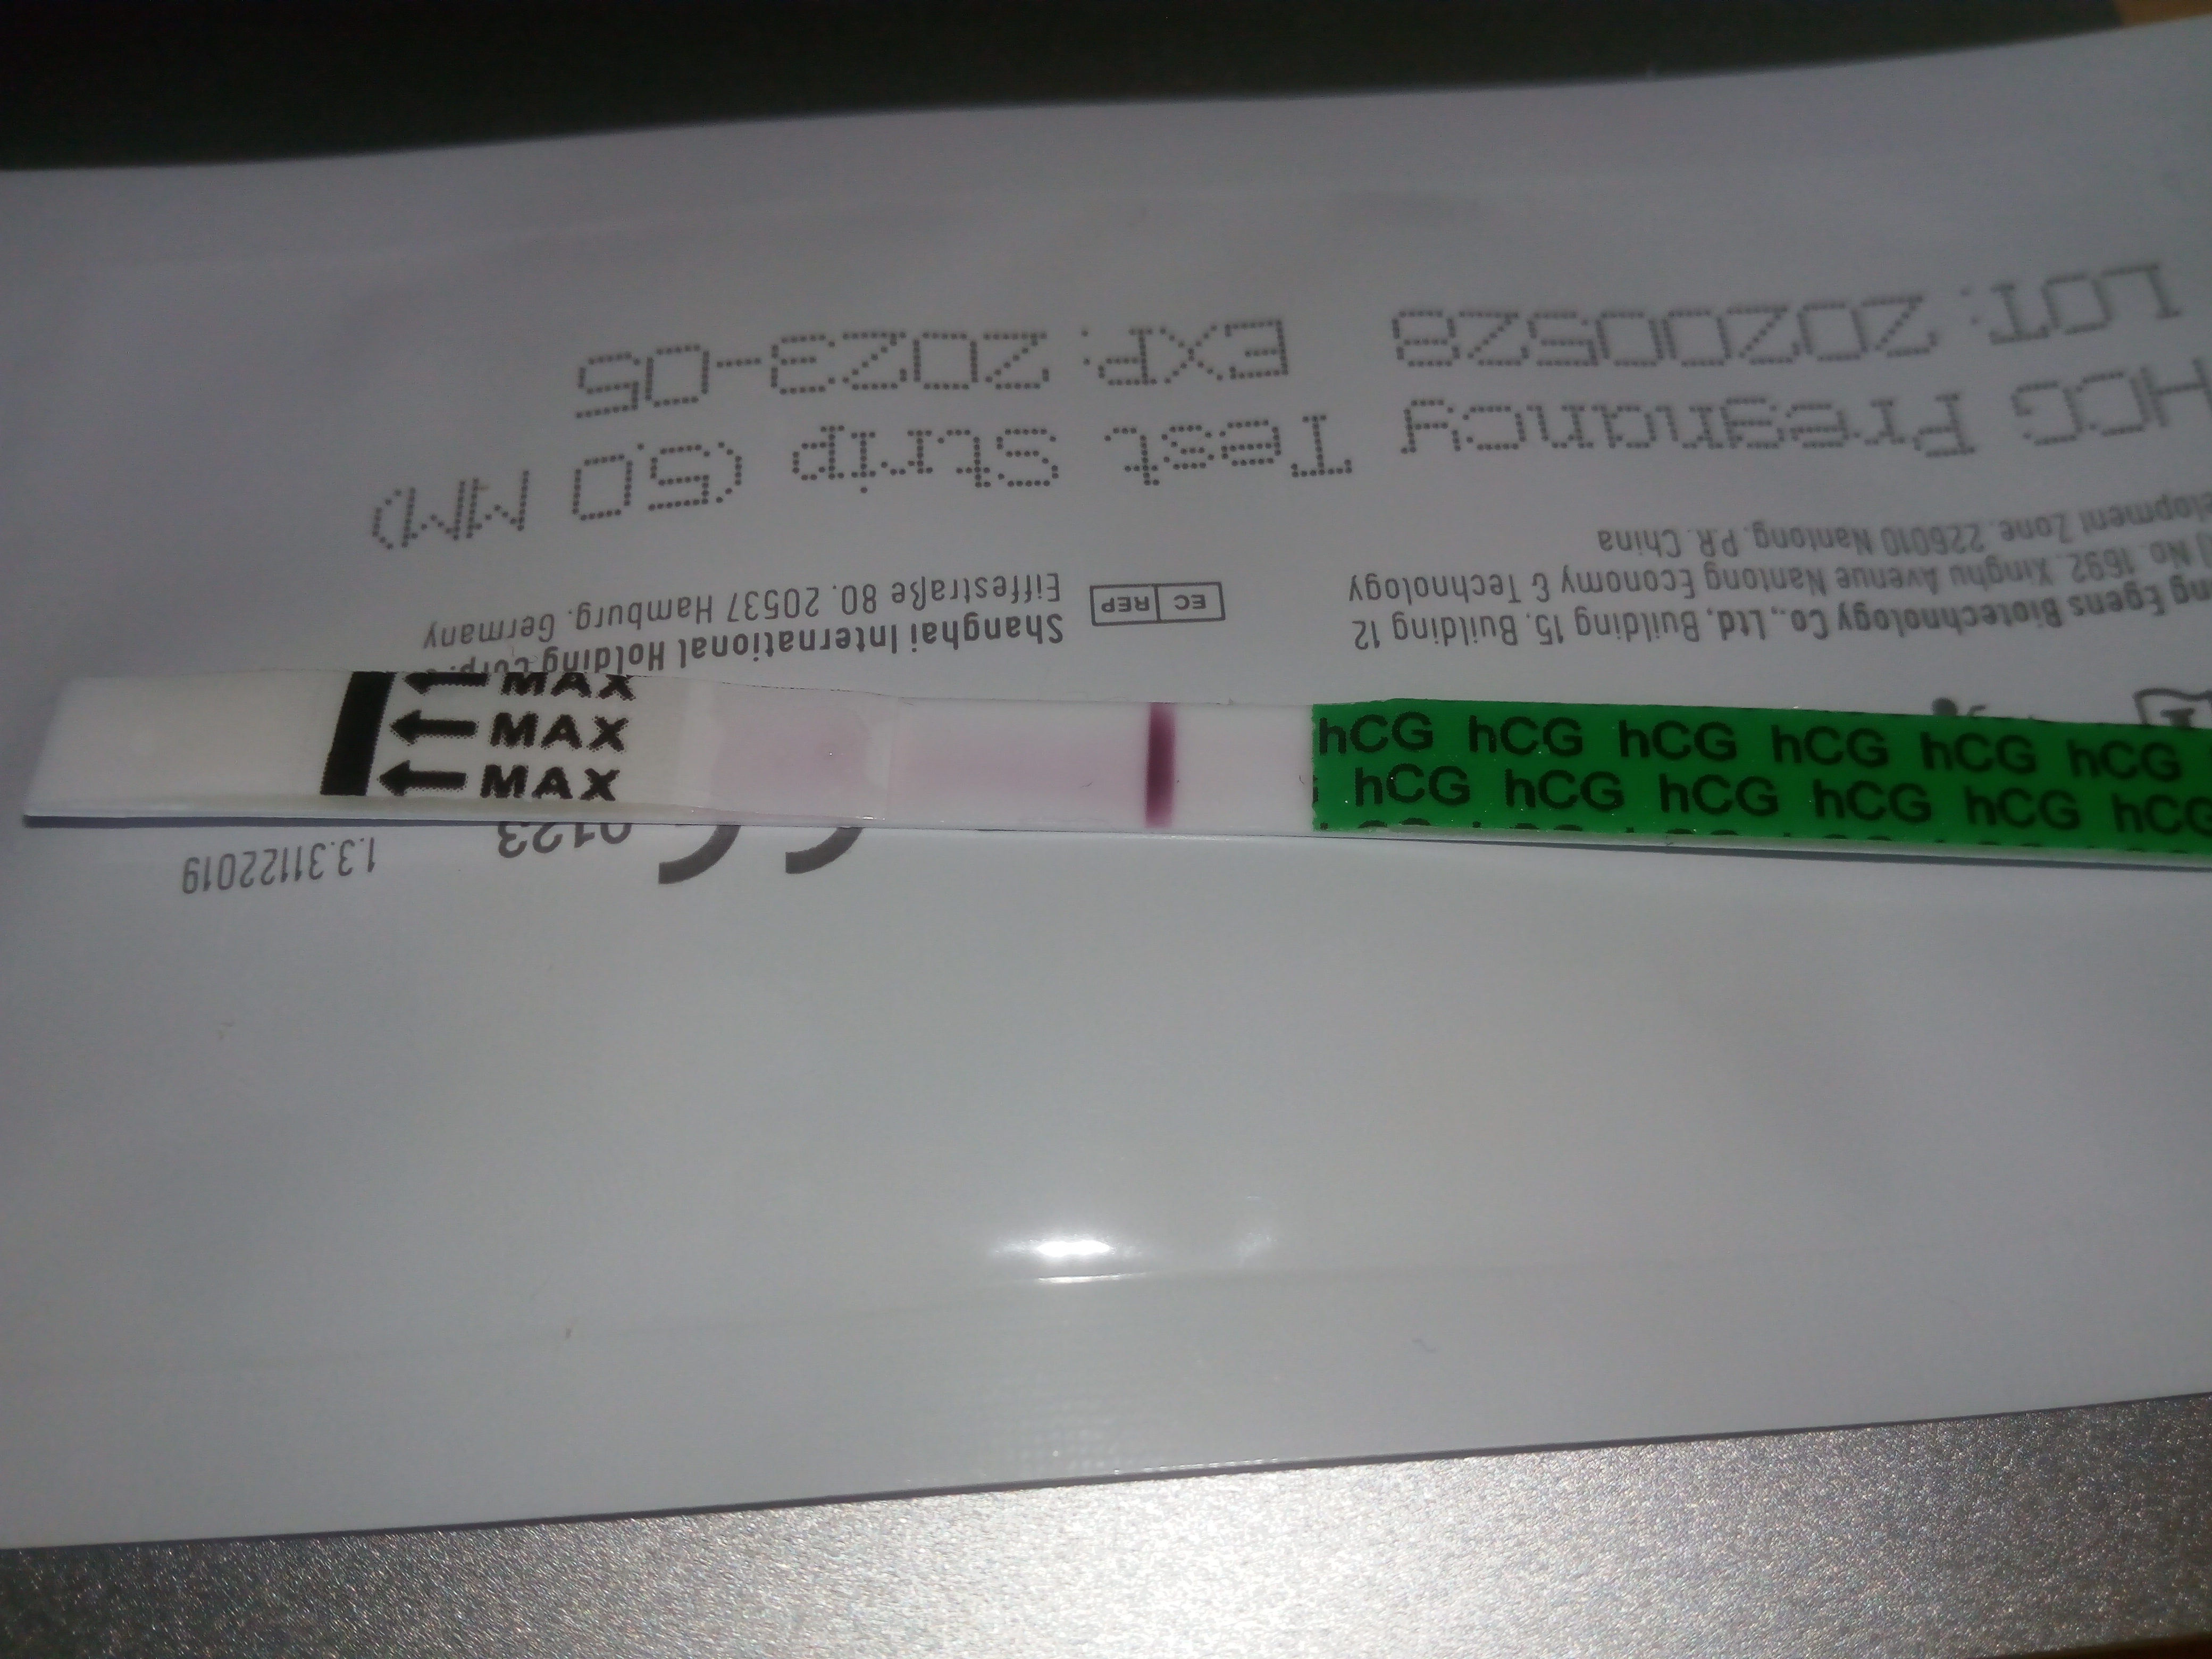 1.3.31122019
0123
Shanghai International Holding Corp.
Eiffestraße 80. 20537 Hamburg. Germany
EC REP
Egens Biotechnology Co., Ltd, Building 15. Building 12
No. 1692. Xinghu Avenue Nantong Economy & Technology
Zone. 226010 Nantong. P.R. China
HCG Pregnancy Test Strip (5.0 MM)
LOT: 20200528 EXP: 2023-05
MAX
MAX
MAX
hCG hCG hCG hCG hCG hCG
hCG hCG hCG hCG hCG hCG